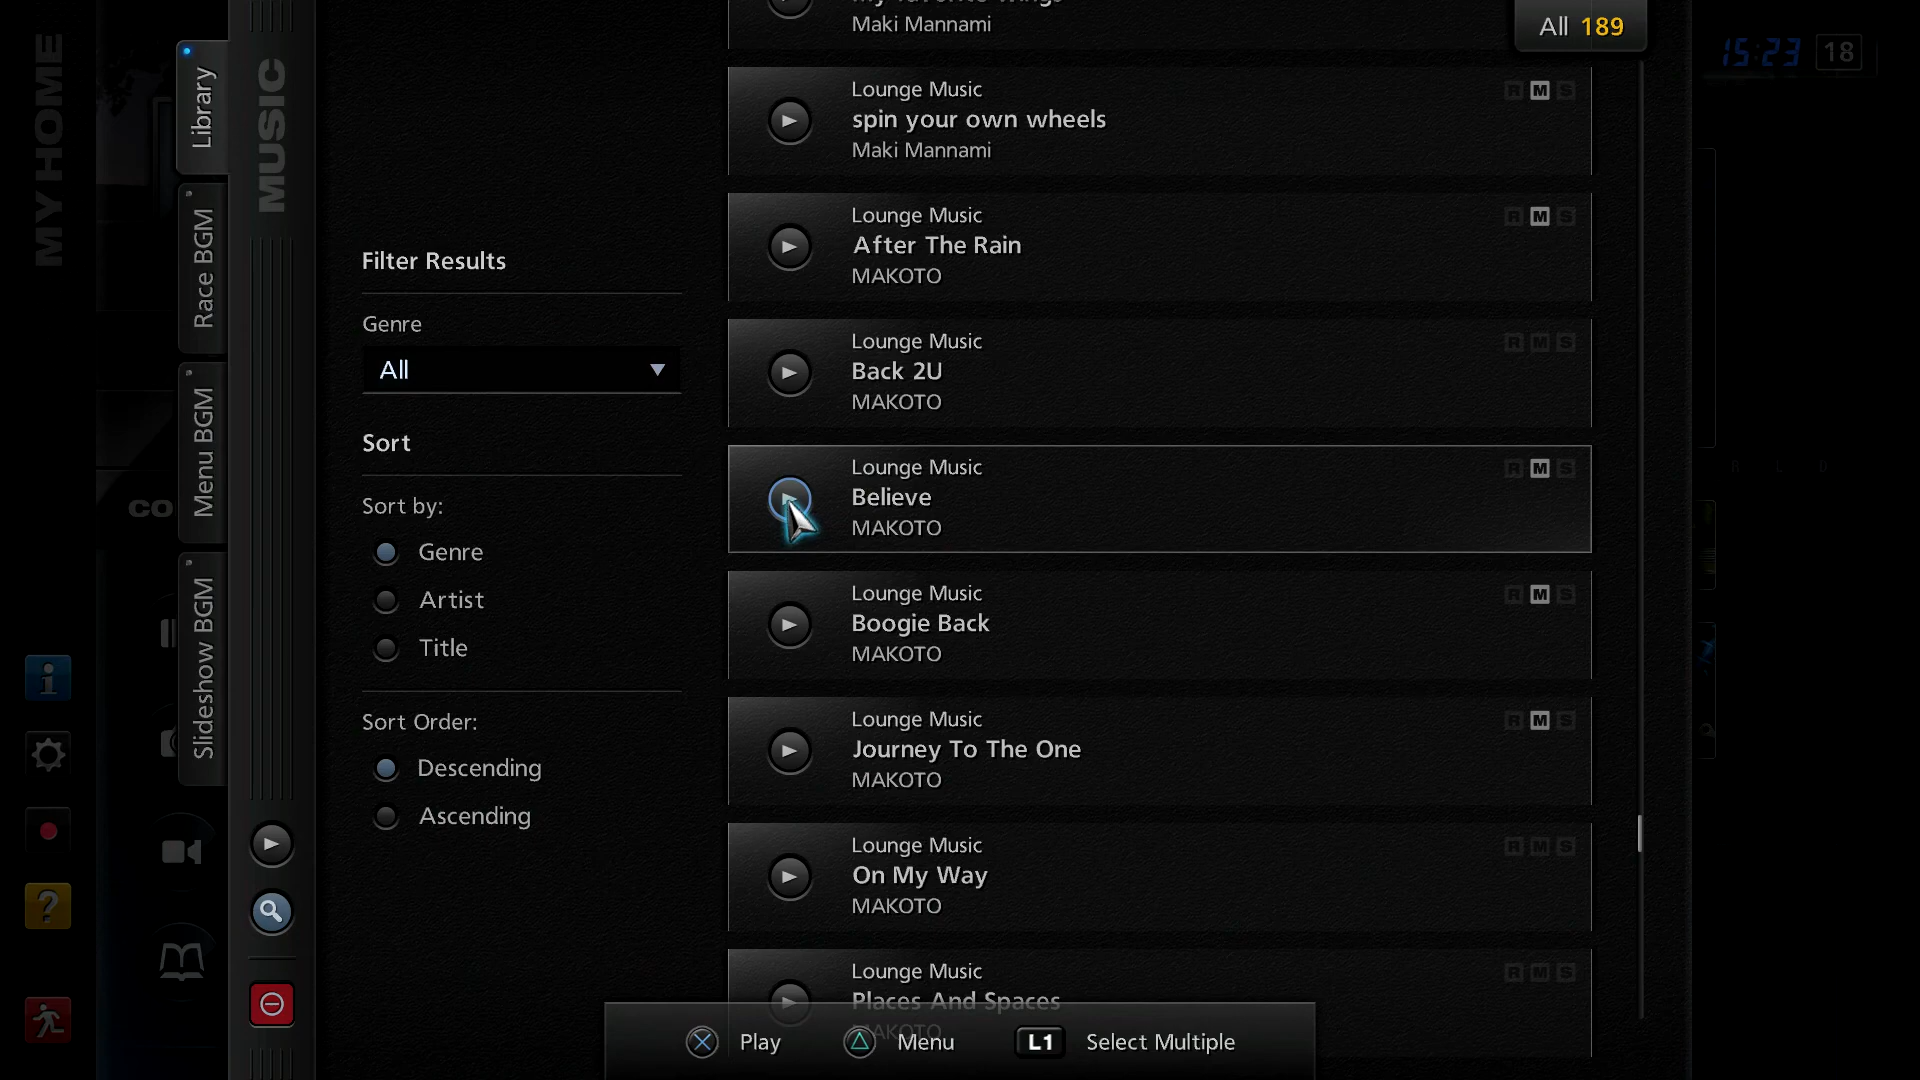 MY HOME
Library
Race BGM
Menu BGM
Slideshow BGM
MUSIC
CO
Filter Results
Genre
All
Sort
Sort by:
Genre
Artist
Title
Sort Order:
Descending
Ascending
All 189
15:23 18
Maki Mannami
Lounge Music
spin your own wheels
Maki Mannami
R M S
Lounge Music
After The Rain
MAKOTO
R M S
Lounge Music
Back 2U
MAKOTO
R M S
Lounge Music
Believe
MAKOTO
R M S
Lounge Music
Boogie Back
MAKOTO
R M S
Lounge Music
Journey To The One
MAKOTO
R M S
Lounge Music
On My Way
MAKOTO
R M S
Lounge Music
Places And Spaces
MAKOTO
R M S
Play
Menu
L1 Select Multiple